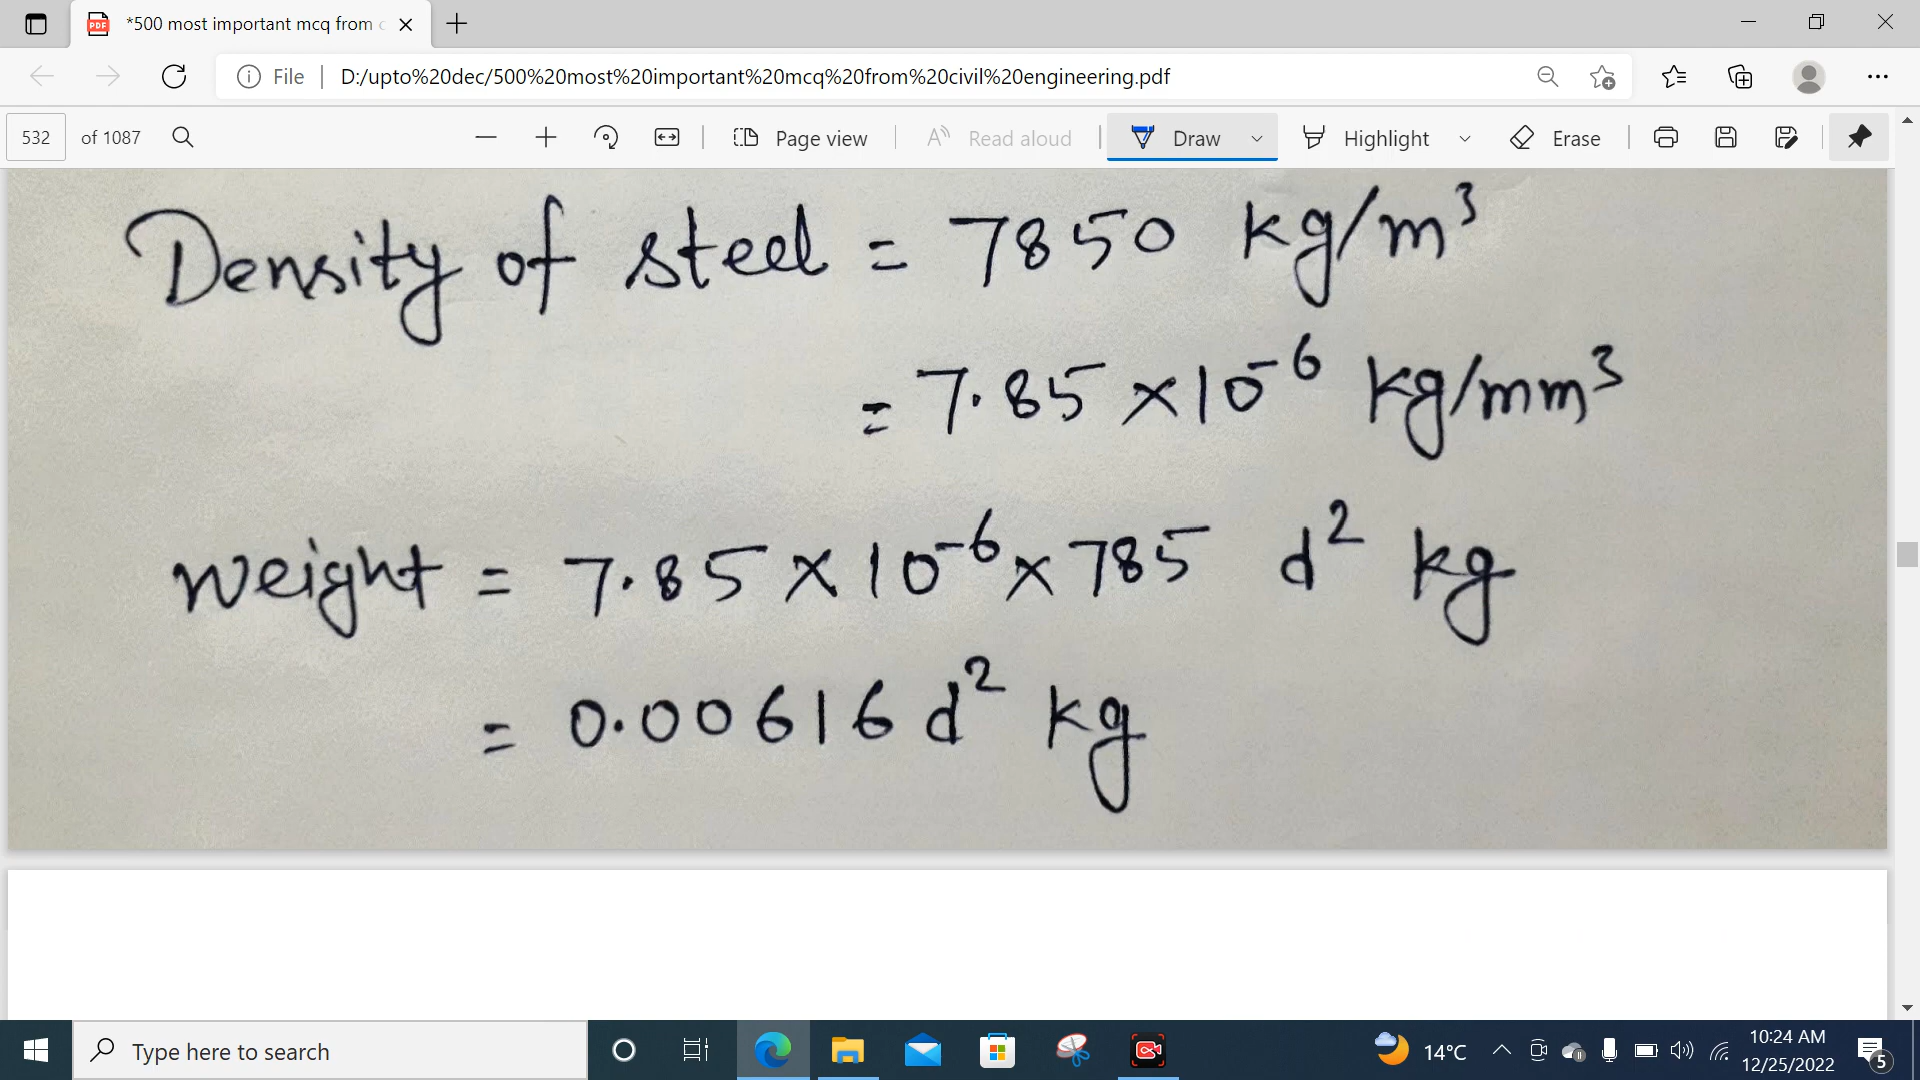 *500 most important mcq from c
File
D:/upto%20dec/500%20most%20important%20mcq%20from%20civil%20engineering.pdf
532 of 1087
Page view
Read aloud
Draw
Highlight
Erase
Density of steel = 7850 kg/m³
= 7.85 × 10⁻⁶ kg/mm³
Weight = 7.85 × 10⁻⁶ × 785 d² kg
= 0.00616 d² kg
Type here to search
14°C
10:24 AM
12/25/2022
5